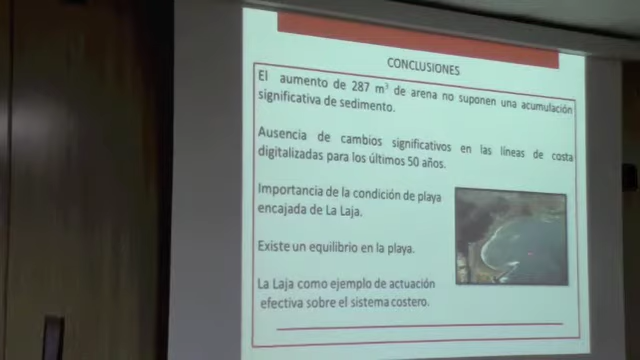 CONCLUSIONES
El aumento de 287 m³ de arena no suponen una acumulación
significativa de sedimento.
Ausencia de cambios significativos en las líneas de costa
digitalizadas para los últimos 50 años.
Importancia de la condición de playa
encajada de La Laja.
Existe un equilibrio en la playa.
La Laja como ejemplo de actuación
efectiva sobre el sistema costero.